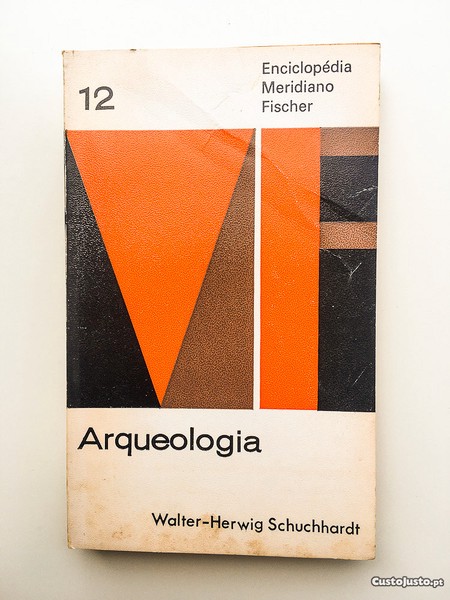 12
Enciclopédia
Meridiano
Fischer
Arqueologia
Walter-Herwig Schuchhardt
CustoJusto.pt